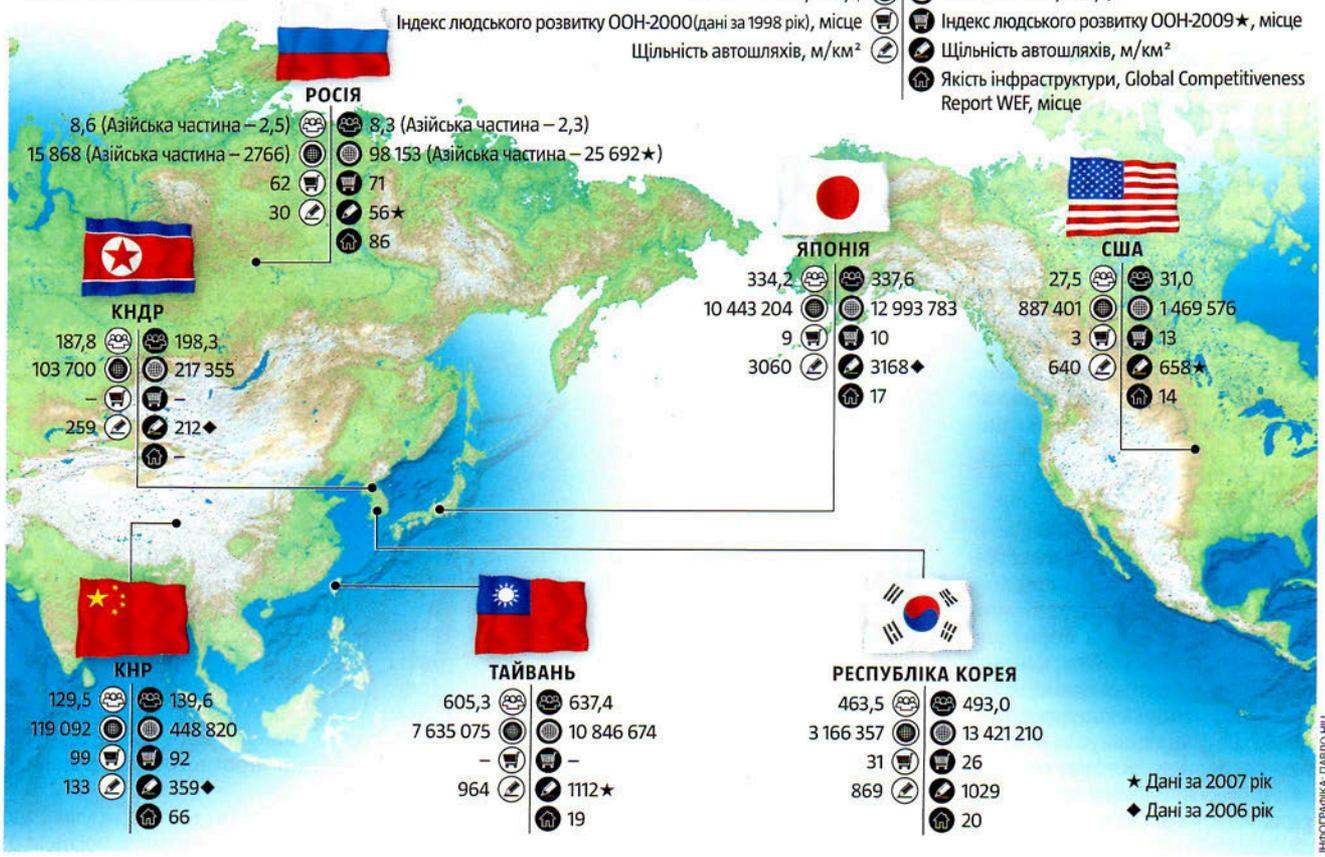 Індекс людського розвитку ООН-2000(дані за 1998 рік), місце
Індекс людського розвитку ООН-2009★, місце
Щільність автошляхів, м/км²
Щільність автошляхів, м/км²
Якість інфраструктури, Global Competitiveness
Report WEF, місце
РОСІЯ
8,6 (Азійська частина – 2,5) 8,3 (Азійська частина – 2,3)
15 868 (Азійська частина – 2766) 98 153 (Азійська частина – 25 692★)
62 71
30 56★
86
КНДР
187,8 198,3
103 700 217 355
– –
259 212◆
–
ЯПОНІЯ
334,2 337,6
10 443 204 12 993 783
9 10
3060 3168◆
17
США
27,5 31,0
887 401 1 469 576
3 13
640 658★
14
КНР
129,5 139,6
119 092 448 820
99 92
133 359◆
66
ТАЙВАНЬ
605,3 637,4
7 635 075 10 846 674
– –
964 1112★
19
РЕСПУБЛІКА КОРЕЯ
463,5 493,0
3 166 357 13 421 210
31 26
869 1029
20
★ Дані за 2007 рік
◆ Дані за 2006 рік
ІНФОГРАФІКА: ПАВЛО НІЦ